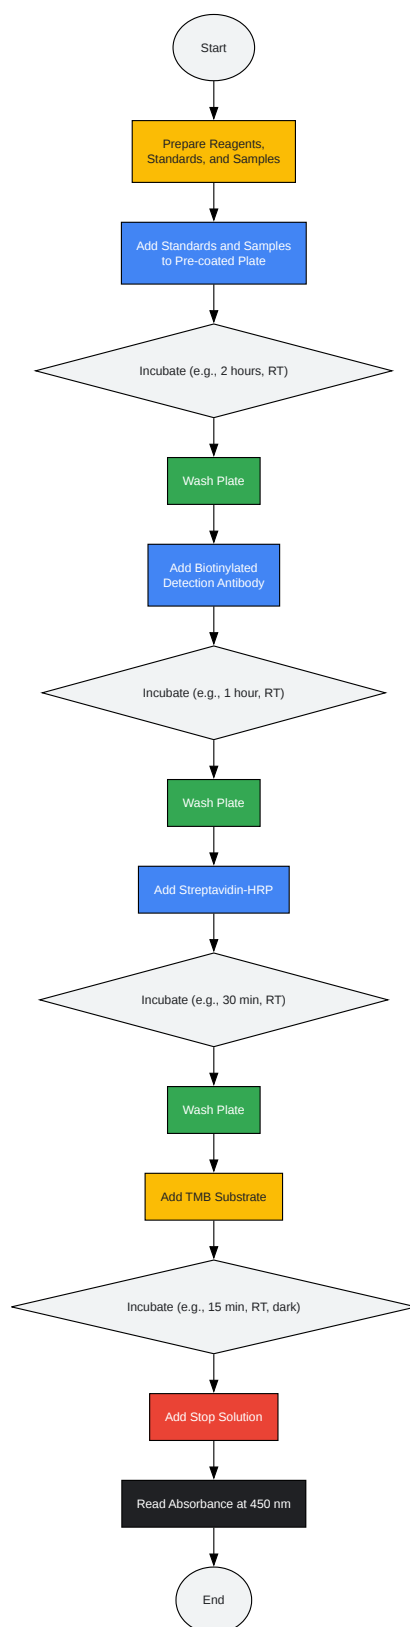 Start
Prepare Reagents,
Standards, and Samples
Add Standards and Samples
to Pre-coated Plate
Incubate (e.g., 2 hours, RT)
Wash Plate
Add Biotinylated
Detection Antibody
Incubate (e.g., 1 hour, RT)
Wash Plate
Add Streptavidin-HRP
Incubate (e.g., 30 min, RT)
Wash Plate
Add TMB Substrate
Incubate (e.g., 15 min, RT, dark)
Add Stop Solution
Read Absorbance at 450 nm
End